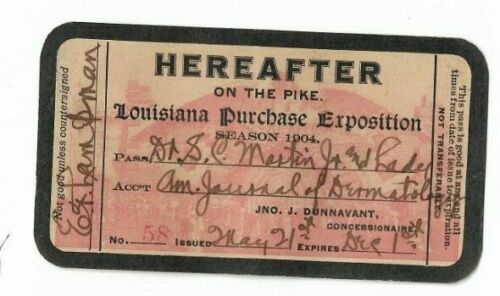 HEREAFTER
ON THE PIKE.
Louisiana Purchase Exposition
SEASON 1904.
PASS Dr. S. C. Martin Jr. and Lady
ACC'T Am. Journal of Dermatology
JNO. J. DUNNAVANT,
CONCESSIONAIRE
No. 58 ISSUED May 21st EXPIRES Dec 1st
Not good unless countersigned
This pass is good at any and all
times from date of issue to expiration.
NOT TRANSFERABLE.